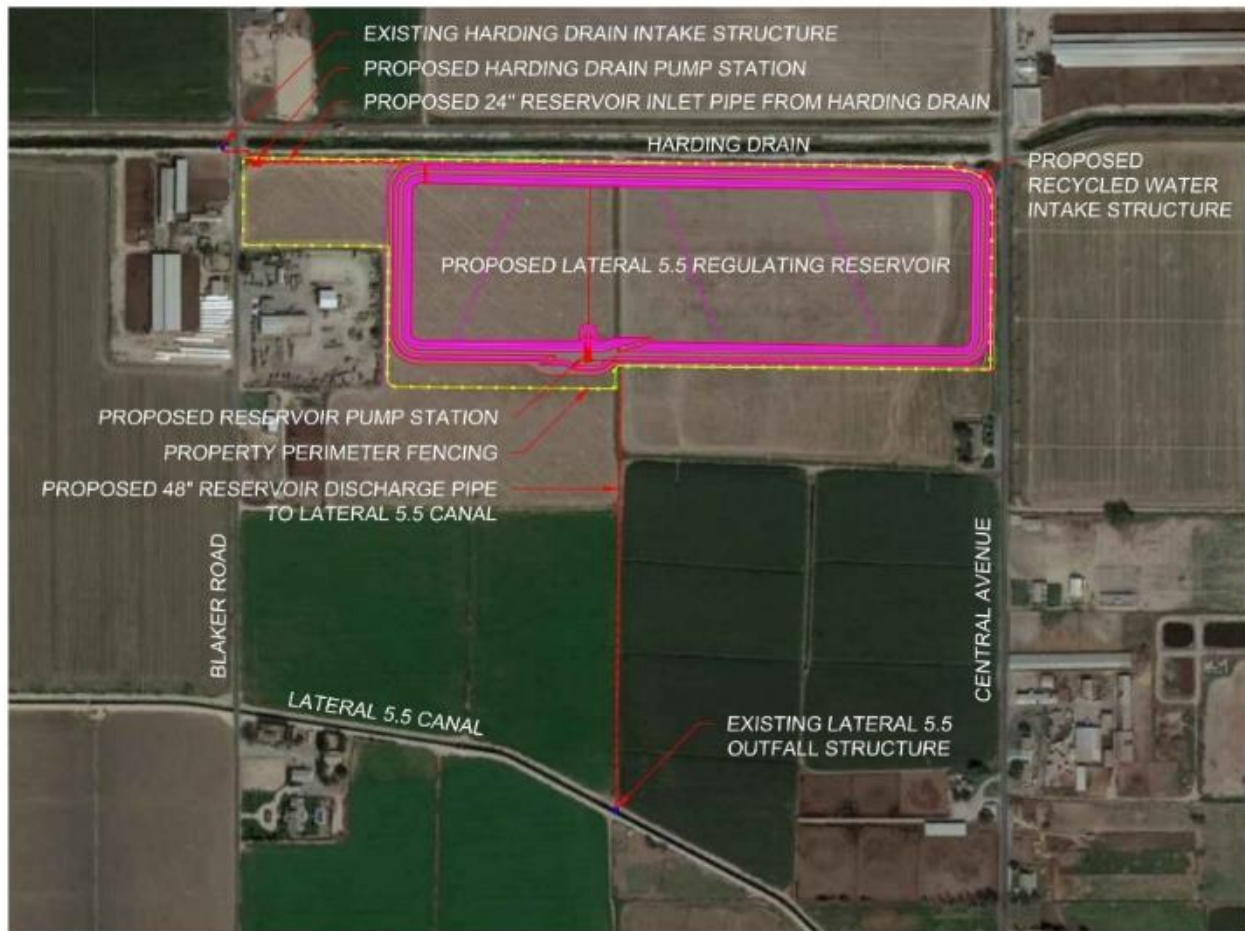 EXISTING HARDING DRAIN INTAKE STRUCTURE
PROPOSED HARDING DRAIN PUMP STATION
PROPOSED 24" RESERVOIR INLET PIPE FROM HARDING DRAIN
HARDING DRAIN
PROPOSED
RECYCLED WATER
INTAKE STRUCTURE
PROPOSED LATERAL 5.5 REGULATING RESERVOIR
PROPOSED RESERVOIR PUMP STATION
PROPERTY PERIMETER FENCING
PROPOSED 48" RESERVOIR DISCHARGE PIPE
TO LATERAL 5.5 CANAL
BLAKER ROAD
CENTRAL AVENUE
LATERAL 5.5 CANAL
EXISTING LATERAL 5.5
OUTFALL STRUCTURE